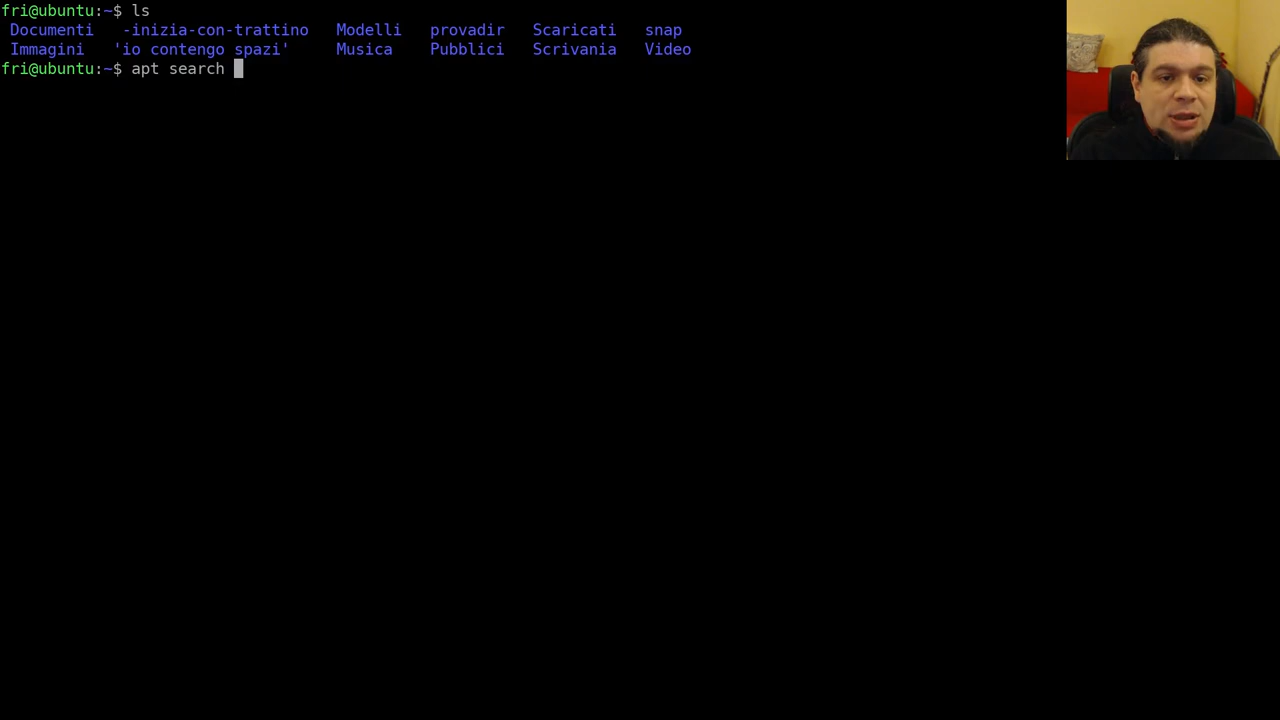 fri@ubuntu:~$ ls
Documenti -inizia-con-trattino Modelli provadir Scaricati snap
Immagini 'io contengo spazi' Musica Pubblici Scrivania Video
fri@ubuntu:~$ apt search